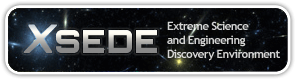 XSEDE
Extreme Science
and Engineering
Discovery Environment